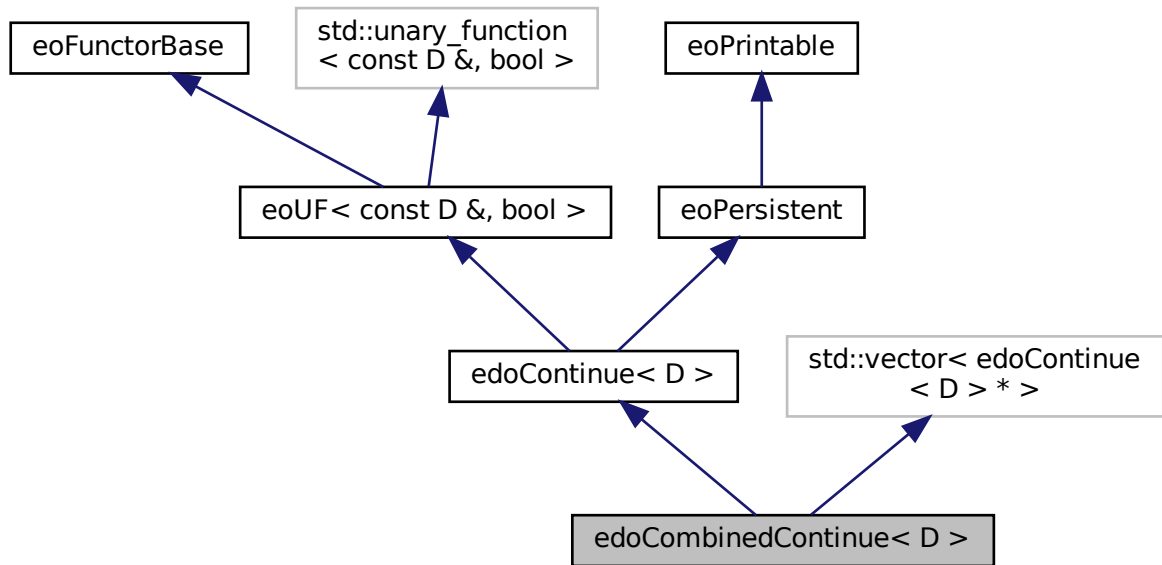 eoFunctorBase
std::unary_function
< const D &, bool >
eoPrintable
eoUF< const D &, bool >
eoPersistent
edoContinue< D >
std::vector< edoContinue
< D > * >
edoCombinedContinue< D >